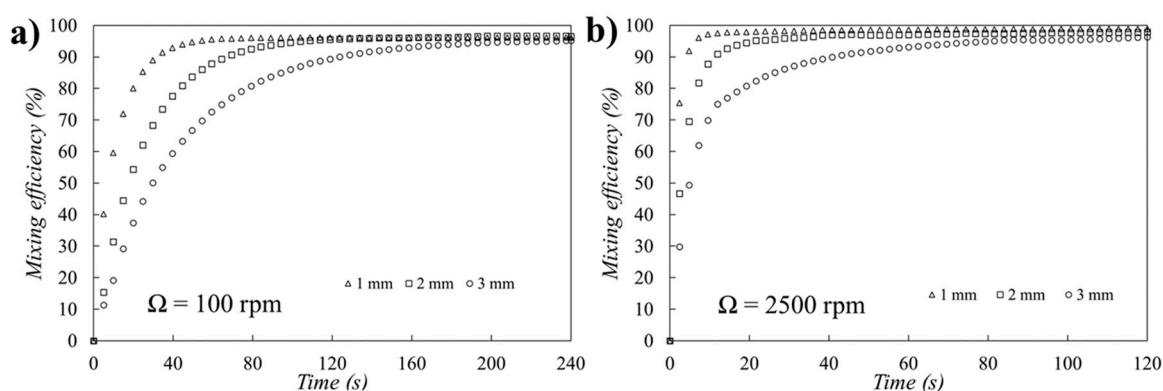 a)
100
90
80
70
60
50
40
30
20
10
0
Mixing efficiency (%)
△ 1 mm □ 2 mm ○ 3 mm
Ω = 100 rpm
0 40 80 120 160 200 240
Time (s)
b)
100
90
80
70
60
50
40
30
20
10
0
Mixing efficiency (%)
△ 1 mm □ 2 mm ○ 3 mm
Ω = 2500 rpm
0 20 40 60 80 100 120
Time (s)